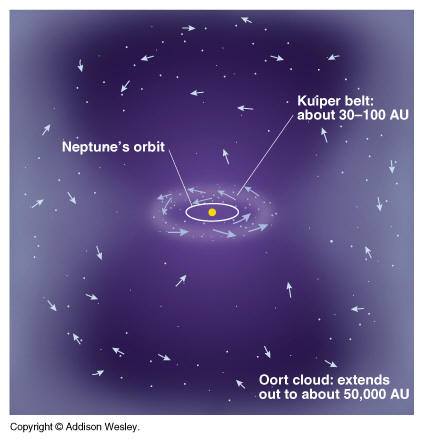 Kuiper belt:
about 30–100 AU
Neptune's orbit
Oort cloud: extends
out to about 50,000 AU
Copyright © Addison Wesley.